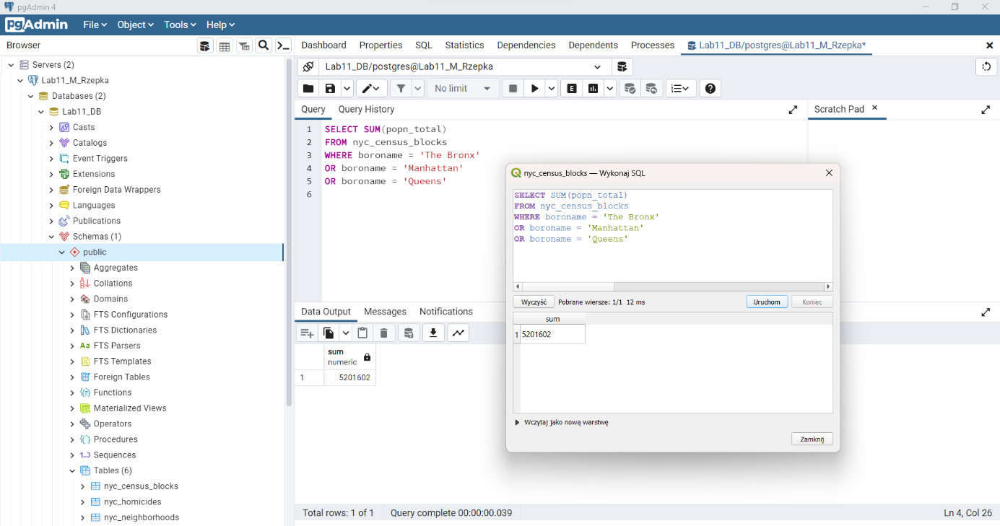 pgAdmin 4
pgAdmin
File
Object
Tools
Help
Browser
Dashboard
Properties
SQL
Statistics
Dependencies
Dependents
Processes
Lab11_DB/postgres@Lab11_M_Rzepka*
Servers (2)
Lab11_M_Rzepka
Databases (2)
Lab11_DB
Casts
Catalogs
Event Triggers
Extensions
Foreign Data Wrappers
Languages
Publications
Schemas (1)
public
Aggregates
Collations
Domains
FTS Configurations
FTS Dictionaries
Aa FTS Parsers
FTS Templates
Foreign Tables
Functions
Materialized Views
Operators
Procedures
1..3 Sequences
Tables (6)
nyc_census_blocks
nyc_homicides
nyc_neighborhoods
Lab11_DB/postgres@Lab11_M_Rzepka
No limit
E
Query
Query History
Scratch Pad
1 SELECT SUM(popn_total)
2 FROM nyc_census_blocks
3 WHERE boroname = 'The Bronx'
4 OR boroname = 'Manhattan'
5 OR boroname = 'Queens'
6
Data Output
Messages
Notifications
sum
numeric
1 5201602
Total rows: 1 of 1
Query complete 00:00:00.039
Ln 4, Col 26
nyc_census_blocks — Wykonaj SQL
SELECT SUM(popn_total)
FROM nyc_census_blocks
WHERE boroname = 'The Bronx'
OR boroname = 'Manhattan'
OR boroname = 'Queens'
Wyczyść
Pobrane wiersze: 1/1 12 ms
Uruchom
Koniec
sum
1 5201602
Wczytaj jako nową warstwę
Zamknij